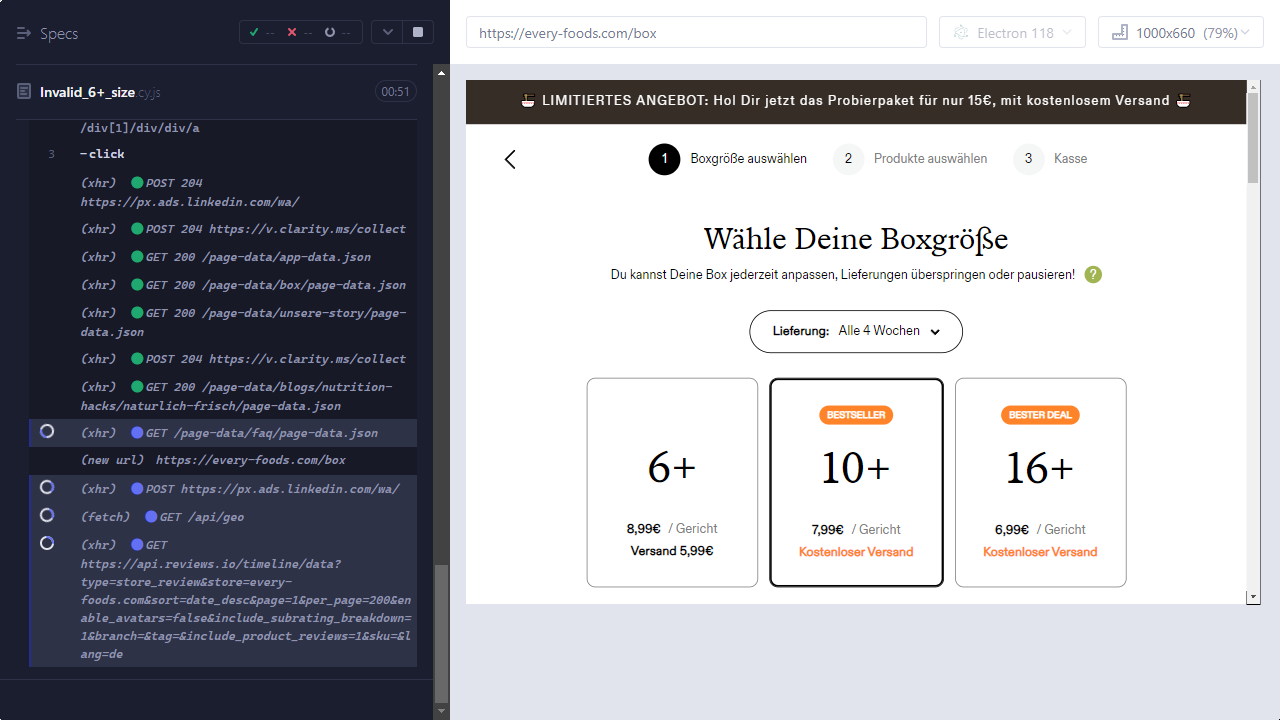 Specs
--
--
--
Invalid_6+_size.cy.js
00:51
/div[1]/div/div/a
3 -click
(xhr) POST 204
https://px.ads.linkedin.com/wa/
(xhr) POST 204 https://v.clarity.ms/collect
(xhr) GET 200 /page-data/app-data.json
(xhr) GET 200 /page-data/box/page-data.json
(xhr) GET 200 /page-data/unsere-story/page-
data.json
(xhr) POST 204 https://v.clarity.ms/collect
(xhr) GET 200 /page-data/blogs/nutrition-
hacks/naturlich-frisch/page-data.json
(xhr) GET /page-data/faq/page-data.json
(new url) https://every-foods.com/box
(xhr) POST https://px.ads.linkedin.com/wa/
(fetch) GET /api/geo
(xhr) GET
https://api.reviews.io/timeline/data?
type=store_review&store=every-
foods.com&sort=date_desc&page=1&per_page=200&en
able_avatars=false&include_subrating_breakdown=
1&branch=&tag=&include_product_reviews=1&sku=&l
ang=de
https://every-foods.com/box
Electron 118
1000x660 (79%)
LIMITIERTES ANGEBOT: Hol Dir jetzt das Probierpaket für nur 15€, mit kostenlosem Versand
1 Boxgröße auswählen
2 Produkte auswählen
3 Kasse
Wähle Deine Boxgröße
Du kannst Deine Box jederzeit anpassen, Lieferungen überspringen oder pausieren! ?
Lieferung: Alle 4 Wochen
6+
8,99€ / Gericht
Versand 5,99€
BESTSELLER
10+
7,99€ / Gericht
Kostenloser Versand
BESTER DEAL
16+
6,99€ / Gericht
Kostenloser Versand